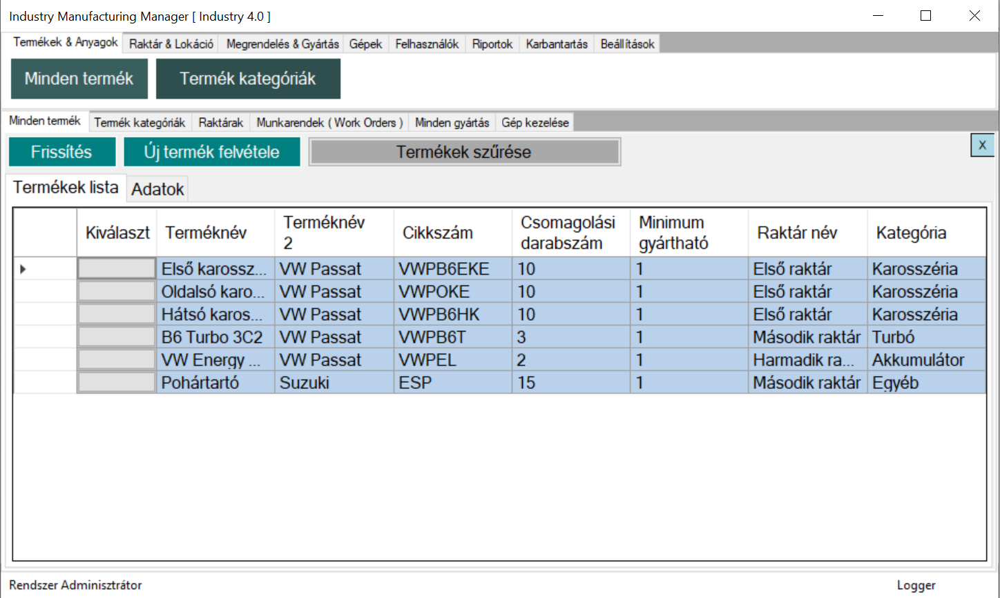 Industry Manufacturing Manager [ Industry 4.0 ]
Termékek & Anyagok Raktár & Lokáció Megrendelés & Gyártás Gépek Felhasználók Riportok Karbantartás Beállítások
Minden termék Termék kategóriák
Minden termék Termék kategóriák Raktárak Munkarendek ( Work Orders ) Minden gyártás Gép kezelése
Frissítés Új termék felvétele Termékek szűrése X
Termékek lista Adatok
Kiválaszt Terméknév Terméknév 2 Cikkszám Csomagolási darabszám Minimum gyártható Raktár név Kategória
Első karossz... VW Passat VWPB6EKE 10 1 Első raktár Karosszéria
Oldalsó karo... VW Passat VWPOKE 10 1 Első raktár Karosszéria
Hátsó karos... VW Passat VWPB6HK 10 1 Első raktár Karosszéria
B6 Turbo 3C2 VW Passat VWPB6T 3 1 Második raktár Turbó
VW Energy ... VW Passat VWPEL 2 1 Harmadik ra... Akkumulátor
Pohártartó Suzuki ESP 15 1 Második raktár Egyéb
Rendszer Adminisztrátor Logger